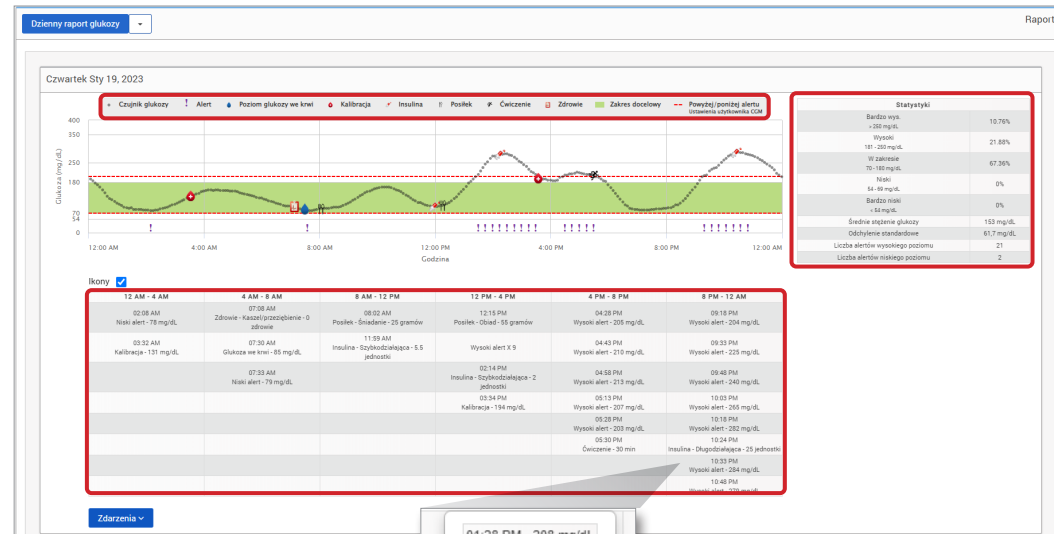 Dzienny raport glukozy
Raport
Czwartek Sty 19, 2023
Czujnik glukozy
Alert
Poziom glukozy we krwi
Kalibracja
Insulina
Posiłek
Ćwiczenie
Zdrowie
Zakres docelowy
Powyżej/poniżej alertu
Ustawienia użytkownika CGM
400
350
250
180
70
54
0
Glukoza (mg/dL)
12:00 AM 4:00 AM 8:00 AM 12:00 PM 4:00 PM 8:00 PM 12:00 AM
Godzina
Statystyki
Bardzo wys.
> 250 mg/dL
10.76%
Wysoki
181 - 250 mg/dL
21.88%
W zakresie
70 - 180 mg/dL
67.36%
Niski
54 - 69 mg/dL
0%
Bardzo niski
< 54 mg/dL
0%
Średnie stężenie glukozy 153 mg/dL
Odchylenie standardowe 61,7 mg/dL
Liczba alertów wysokiego poziomu 21
Liczba alertów niskiego poziomu 2
Ikony
12 AM - 4 AM 4 AM - 8 AM 8 AM - 12 PM 12 PM - 4 PM 4 PM - 8 PM 8 PM - 12 AM
02:08 AM
Niski alert - 78 mg/dL
07:08 AM
Zdrowie - Kaszel/przeziębienie - 0
zdrowie
08:02 AM
Posiłek - Śniadanie - 25 gramów
12:15 PM
Posiłek - Obiad - 55 gramów
04:28 PM
Wysoki alert - 205 mg/dL
09:18 PM
Wysoki alert - 204 mg/dL
03:32 AM
Kalibracja - 131 mg/dL
07:30 AM
Glukoza we krwi - 85 mg/dL
11:59 AM
Insulina - Szybkodziałająca - 5.5
jednostki
Wysoki alert X 9
04:43 PM
Wysoki alert - 210 mg/dL
09:33 PM
Wysoki alert - 225 mg/dL
07:33 AM
Niski alert - 79 mg/dL
02:14 PM
Insulina - Szybkodziałająca - 2
jednostki
04:58 PM
Wysoki alert - 213 mg/dL
09:48 PM
Wysoki alert - 240 mg/dL
03:34 PM
Kalibracja - 194 mg/dL
05:13 PM
Wysoki alert - 207 mg/dL
10:03 PM
Wysoki alert - 265 mg/dL
05:28 PM
Wysoki alert - 203 mg/dL
10:18 PM
Wysoki alert - 282 mg/dL
05:30 PM
Ćwiczenie - 30 min
10:24 PM
Insulina - Długodziałająca - 25 jednostki
10:33 PM
Wysoki alert - 284 mg/dL
10:48 PM
Wysoki alert - 279 mg/dL
Zdarzenia